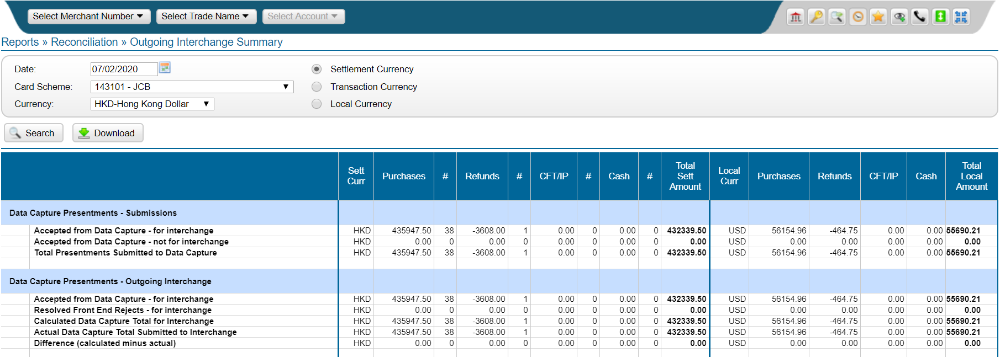 Select Merchant Number Select Trade Name Select Account
Reports » Reconciliation » Outgoing Interchange Summary
Date: 07/02/2020 Settlement Currency
Card Scheme: 143101 - JCB Transaction Currency
Currency: HKD-Hong Kong Dollar Local Currency
Search Download
Sett Curr Purchases # Refunds # CFT/IP # Cash # Total Sett Amount Local Curr Purchases Refunds CFT/IP Cash Total Local Amount
Data Capture Presentments - Submissions
Accepted from Data Capture - for interchange HKD 435947.50 38 -3608.00 1 0.00 0 0.00 0 432339.50 USD 56154.96 -464.75 0.00 0.00 55690.21
Accepted from Data Capture - not for interchange HKD 0.00 0 0.00 0 0.00 0 0.00 0 0.00 USD 0.00 0.00 0.00 0.00 0.00
Total Presentments Submitted to Data Capture HKD 435947.50 38 -3608.00 1 0.00 0 0.00 0 432339.50 USD 56154.96 -464.75 0.00 0.00 55690.21
Data Capture Presentments - Outgoing Interchange
Accepted from Data Capture - for interchange HKD 435947.50 38 -3608.00 1 0.00 0 0.00 0 432339.50 USD 56154.96 -464.75 0.00 0.00 55690.21
Resolved Front End Rejects - for interchange HKD 0.00 0 0.00 0 0.00 0 0.00 0 0.00 USD 0.00 0.00 0.00 0.00 0.00
Calculated Data Capture Total for Interchange HKD 435947.50 38 -3608.00 1 0.00 0 0.00 0 432339.50 USD 56154.96 -464.75 0.00 0.00 55690.21
Actual Data Capture Total Submitted to Interchange HKD 435947.50 38 -3608.00 1 0.00 0 0.00 0 432339.50 USD 56154.96 -464.75 0.00 0.00 55690.21
Difference (calculated minus actual) HKD 0.00 0 0.00 0 0.00 0 0.00 0 0.00 USD 0.00 0.00 0.00 0.00 0.00